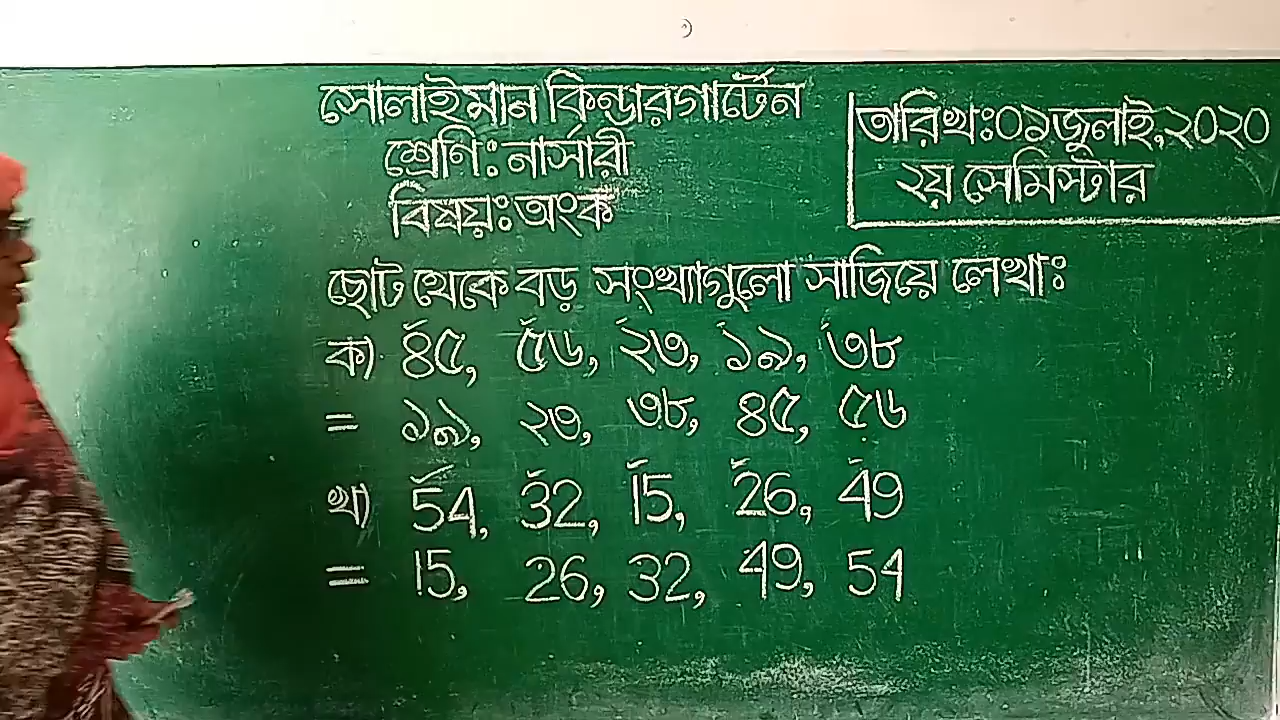 সোলাইমান কিন্ডারগার্টেন
শ্রেণি: নার্সারী
বিষয়: অংক
তারিখ: ০৯ জুলাই, ২০২০
২য় সেমিস্টার
ছোট থেকে বড় সংখ্যাগুলো সাজিয়ে লেখা:
ক) ৪৫, ৫৬, ২৩, ১৯, ৩৮
= ১৯, ২৩, ৩৮, ৪৫, ৫৬
খ) 54, 32, 15, 26, 49
= 15, 26, 32, 49, 54